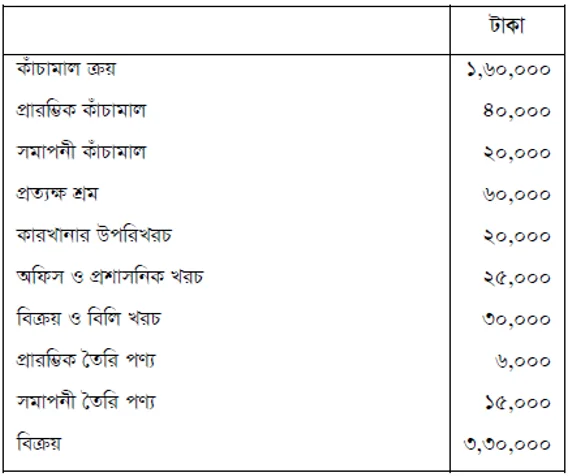 টাকা
কাঁচামাল ক্রয় ১,৬০,০০০
প্রারম্ভিক কাঁচামাল ৪০,০০০
সমাপনী কাঁচামাল ২০,০০০
প্রত্যক্ষ শ্রম ৬০,০০০
কারখানার উপরিখরচ ২০,০০০
অফিস ও প্রশাসনিক খরচ ২৫,০০০
বিক্রয় ও বিলি খরচ ৩০,০০০
প্রারম্ভিক তৈরি পণ্য ৬,০০০
সমাপনী তৈরি পণ্য ১৫,০০০
বিক্রয় ৩,৩০,০০০